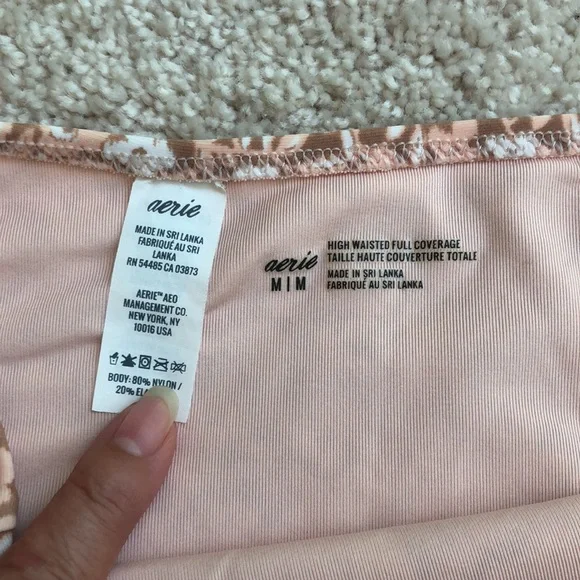 aerie
MADE IN SRI LANKA
FABRIQUÉ AU SRI
LANKA
RN 54485 CA 03873
AERIE™ AEO
MANAGEMENT CO.
NEW YORK, NY
10016 USA
BODY: 80% NYLON /
20%
aerie
M|M
HIGH WAISTED FULL COVERAGE
TAILLE HAUTE COUVERTURE TOTALE
MADE IN SRI LANKA
FABRIQUÉ AU SRI LANKA